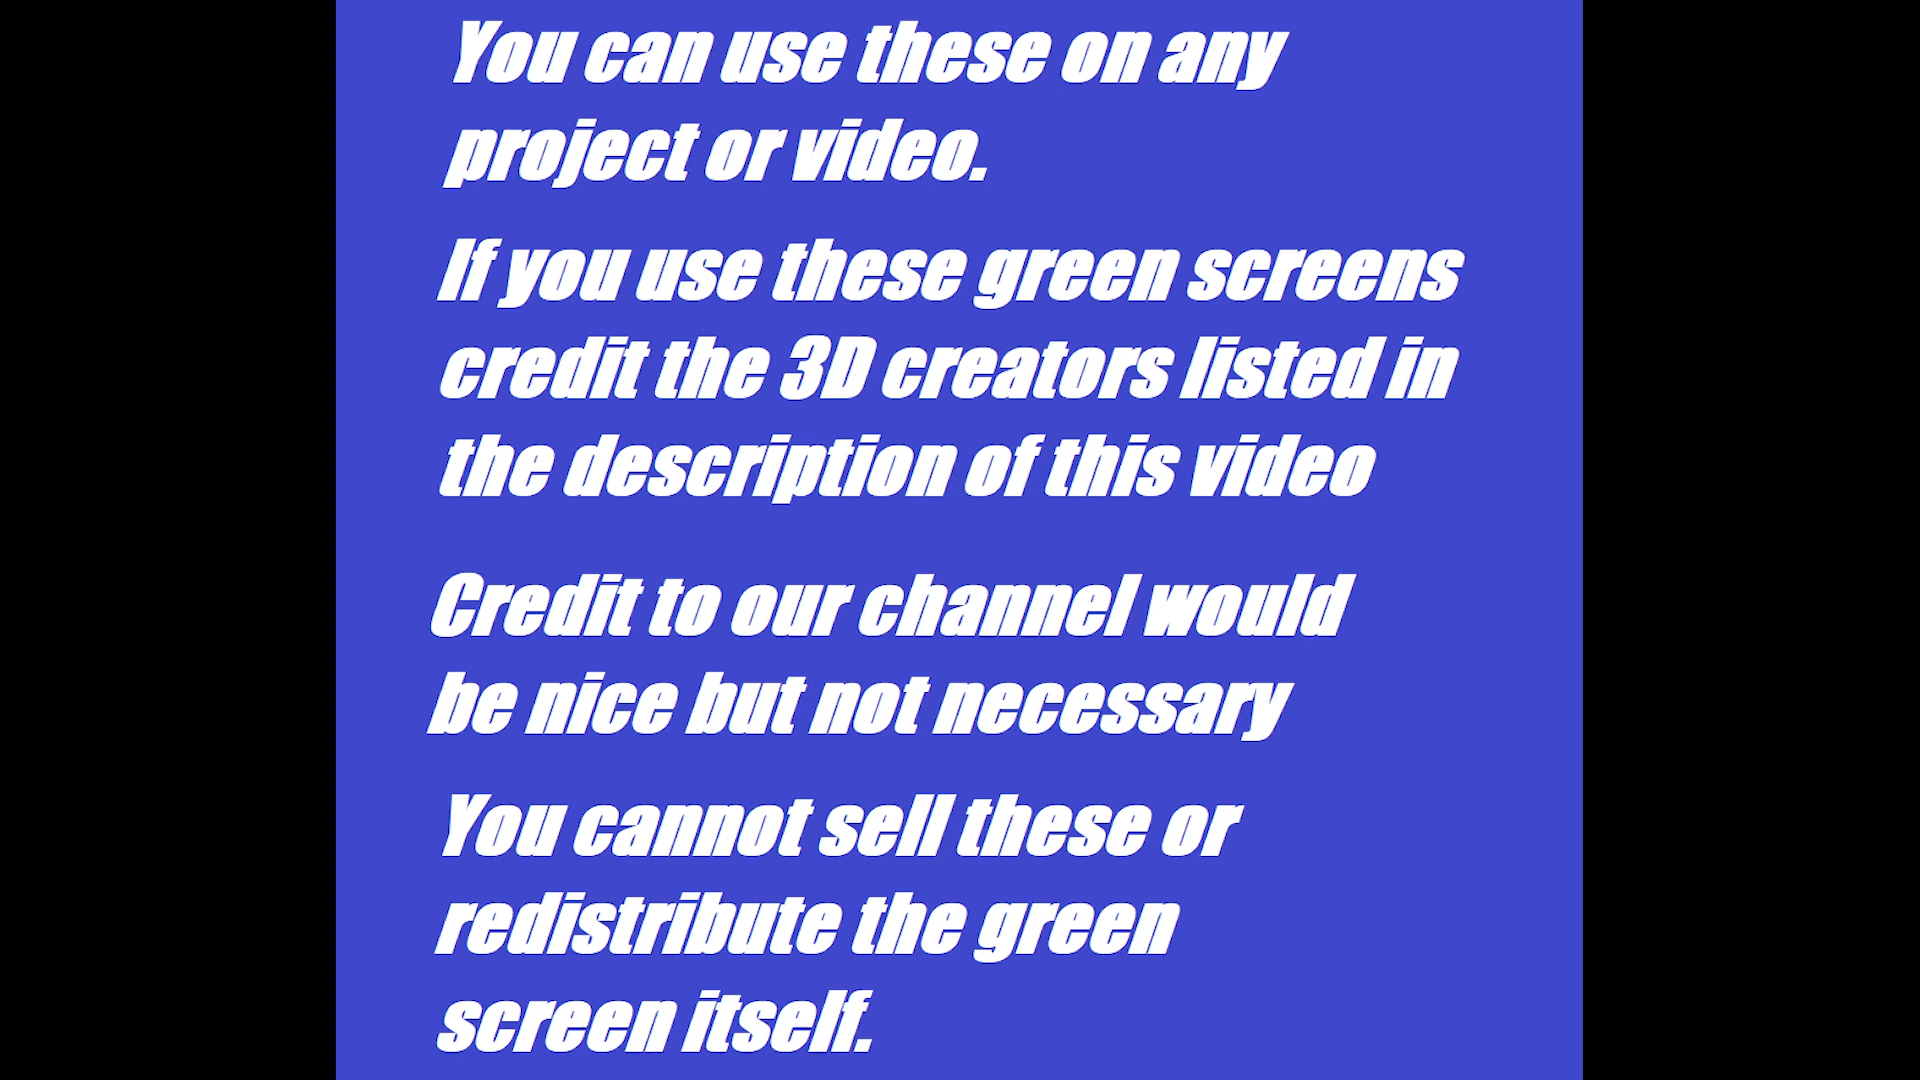 You can use these on any
project or video.
If you use these green screens
credit the 3D creators listed in
the description of this video
Credit to our channel would
be nice but not necessary
You cannot sell these or
redistribute the green
screen itself.